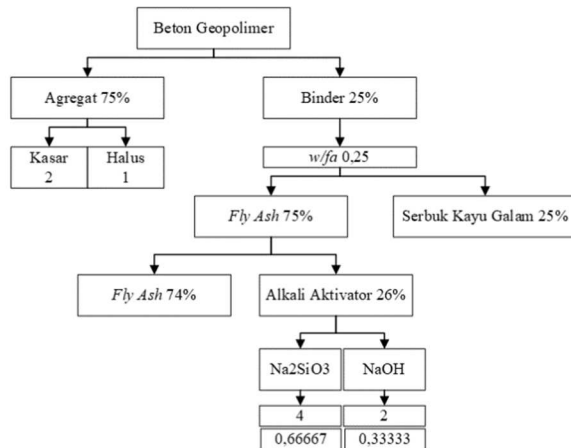 Beton Geopolimer
Agregat 75%
Binder 25%
Kasar
2
Halus
1
w/fa 0,25
Fly Ash 75%
Serbuk Kayu Galam 25%
Fly Ash 74%
Alkali Aktivator 26%
Na2SiO3
NaOH
4
2
0,66667
0,33333